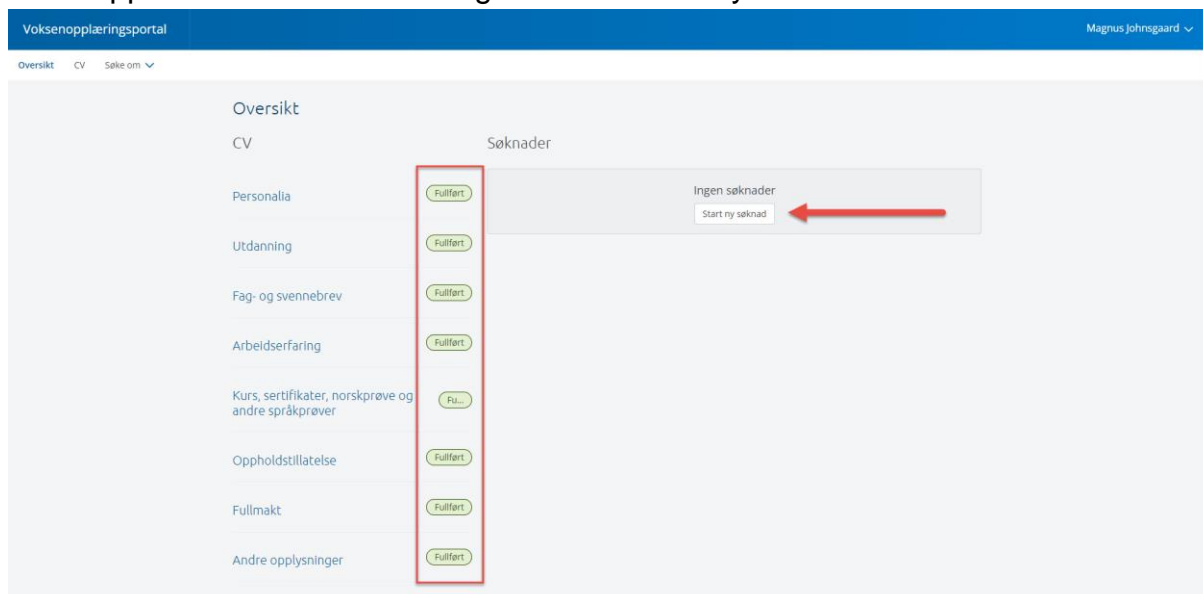 Voksenopplæringsportal
Magnus Johnsgaard
Oversikt CV Søke om
Oversikt
CV
Søknader
Personalia Fullført
Ingen søknader
Start ny søknad
Utdanning Fullført
Fag- og svennebrev Fullført
Arbeidserfaring Fullført
Kurs, sertifikater, norskprøve og
andre språkprøver
Fu...
Oppholdstillatelse Fullført
Fullmakt Fullført
Andre opplysninger Fullført